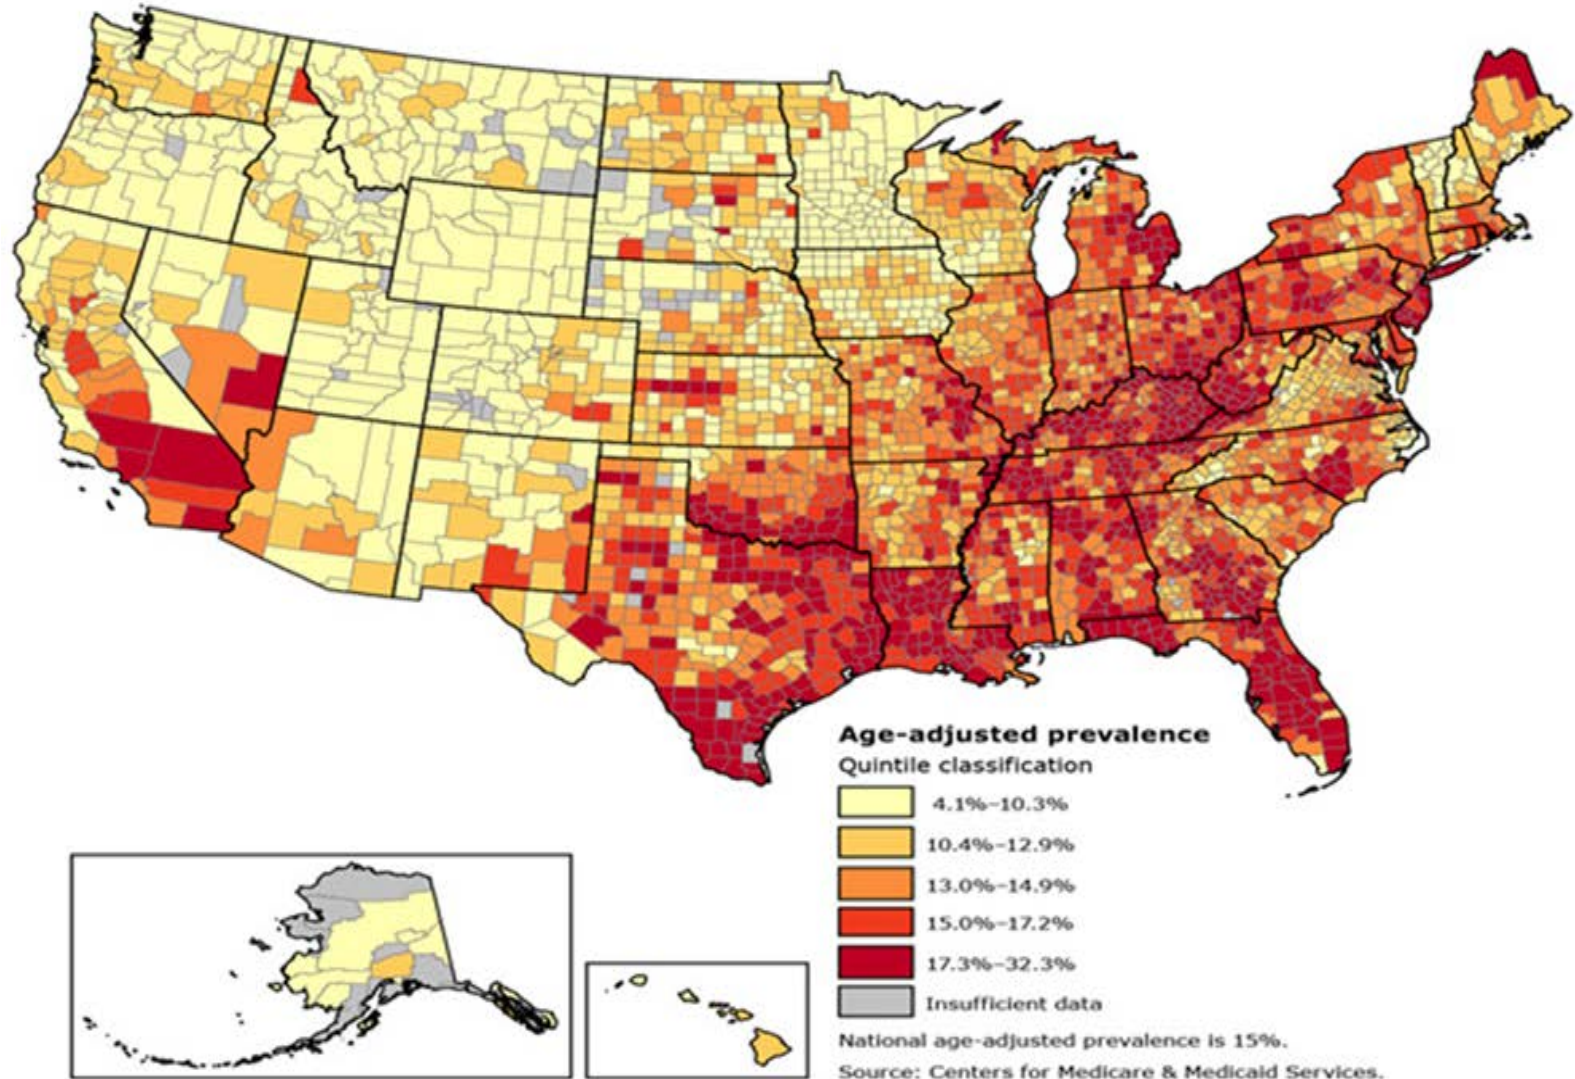 Age-adjusted prevalence
Quintile classification
4.1%–10.3%
10.4%–12.9%
13.0%–14.9%
15.0%–17.2%
17.3%–32.3%
Insufficient data
National age-adjusted prevalence is 15%.
Source: Centers for Medicare & Medicaid Services.